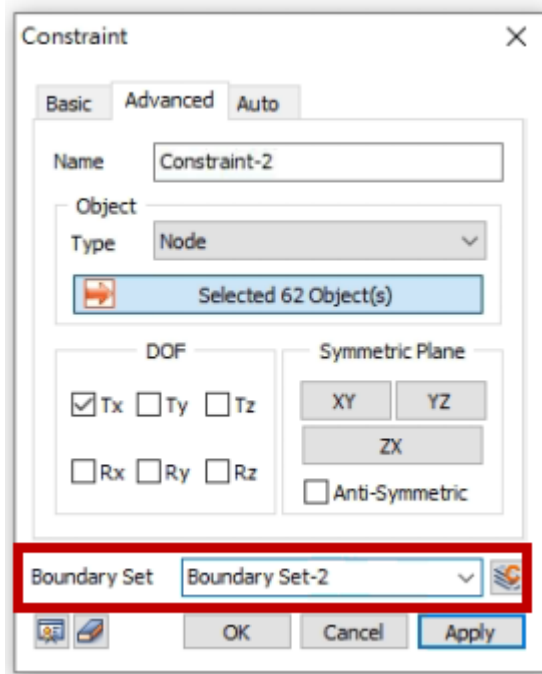 Constraint
Basic Advanced Auto
Name Constraint-2
Object
Type Node
Selected 62 Object(s)
DOF Symmetric Plane
Tx Ty Tz XY YZ
ZX
Rx Ry Rz Anti-Symmetric
Boundary Set Boundary Set-2
OK Cancel Apply